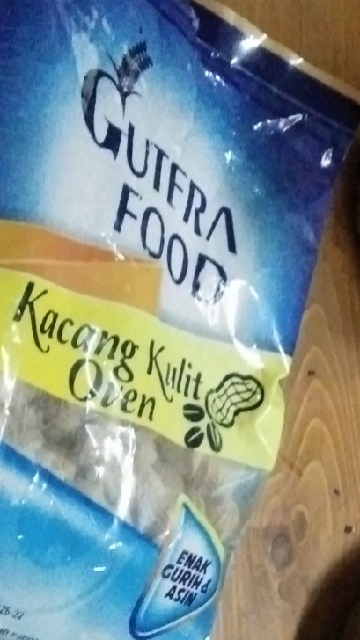 GUTERA
FOOD
Kacang Kulit
Oven
ENAK
GURIH &
ASIN